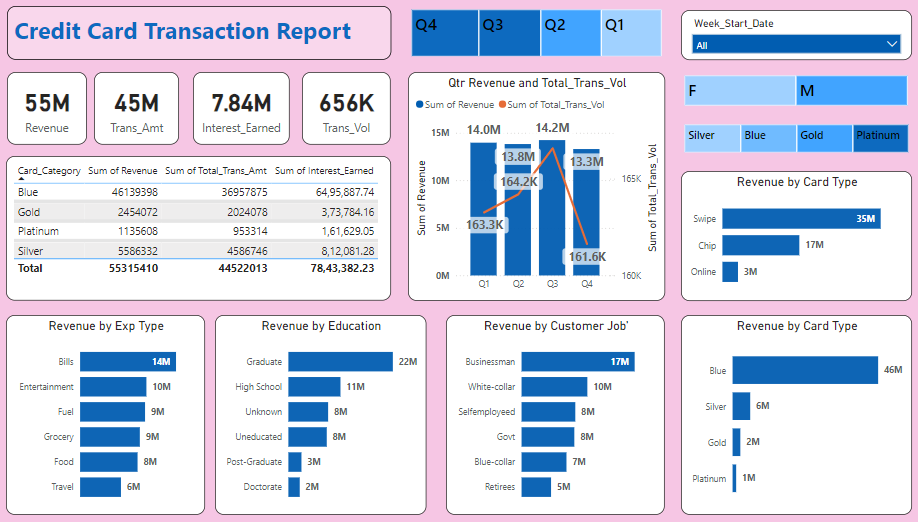 Credit Card Transaction Report
Q4 Q3 Q2 Q1
Week_Start_Date
All
55M
Revenue
45M
Trans_Amt
7.84M
Interest_Earned
656K
Trans_Vol
F M
Silver Blue Gold Platinum
Card_Category Sum of Revenue Sum of Total_Trans_Amt Sum of Interest_Earned
Blue 46139398 36957875 64,95,887.74
Gold 2454072 2024078 3,73,784.16
Platinum 1135608 953314 1,61,629.05
Silver 5586332 4586746 8,12,081.28
Total 55315410 44522013 78,43,382.23
Qtr Revenue and Total_Trans_Vol
Sum of Revenue Sum of Total_Trans_Vol
Sum of Revenue
15M
10M
5M
0M
14.0M
13.8M
14.2M
13.3M
163.3K
164.2K
161.6K
165K
160K
Sum of Total_Trans_Vol
Q1 Q2 Q3 Q4
Revenue by Card Type
Swipe 35M
Chip 17M
Online 3M
Revenue by Exp Type
Bills 14M
Entertainment 10M
Fuel 9M
Grocery 9M
Food 8M
Travel 6M
Revenue by Education
Graduate 22M
High School 11M
Unknown 8M
Uneducated 8M
Post-Graduate 3M
Doctorate 2M
Revenue by Customer Job'
Businessman 17M
White-collar 10M
Selfemployeed 8M
Govt 8M
Blue-collar 7M
Retirees 5M
Revenue by Card Type
Blue 46M
Silver 6M
Gold 2M
Platinum 1M